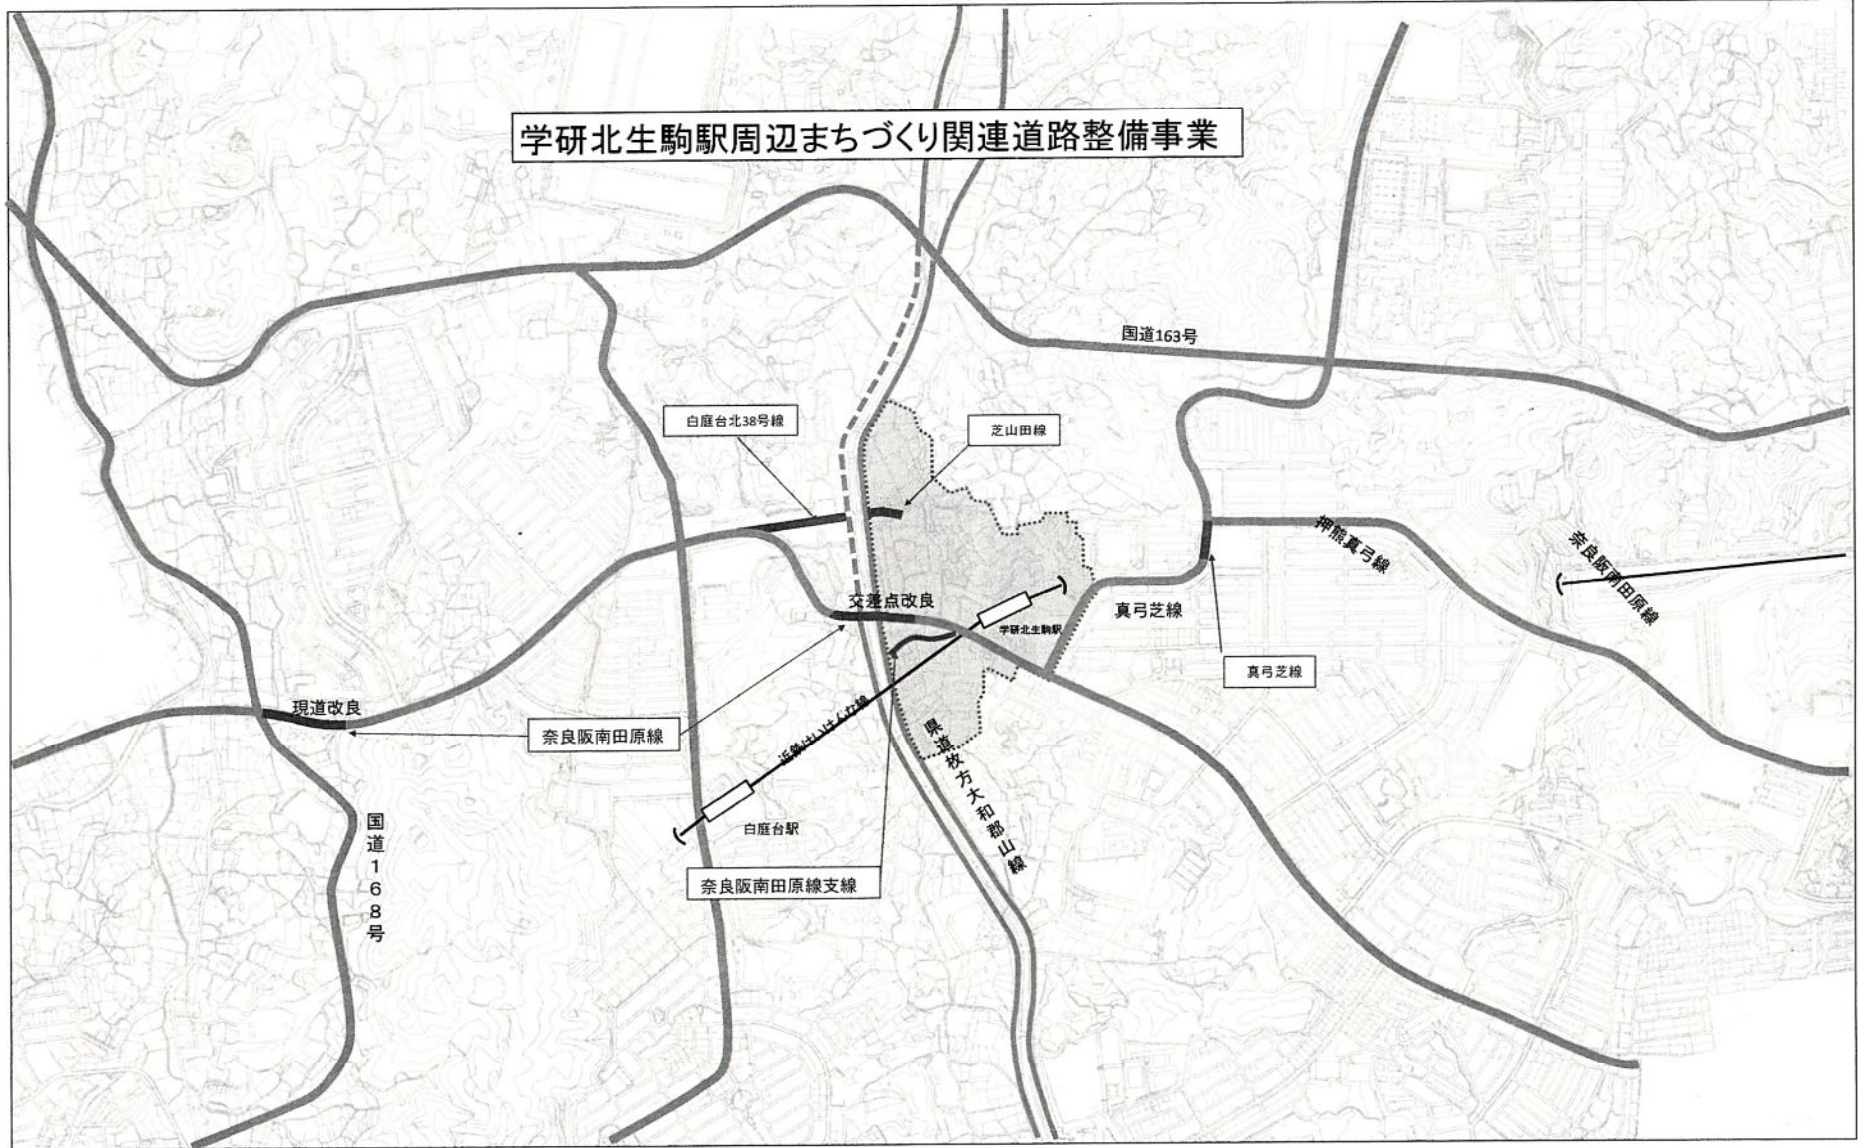 学研北生駒駅周辺まちづくり関連道路整備事業
国道163号
白庭台北38号線
芝山田線
押熊真弓線
奈良阪南田原線
交差点改良
学研北生駒駅
真弓芝線
真弓芝線
現道改良
奈良阪南田原線
近鉄けいはんな線
県道枚方大和郡山線
国道168号
白庭台駅
奈良阪南田原線支線